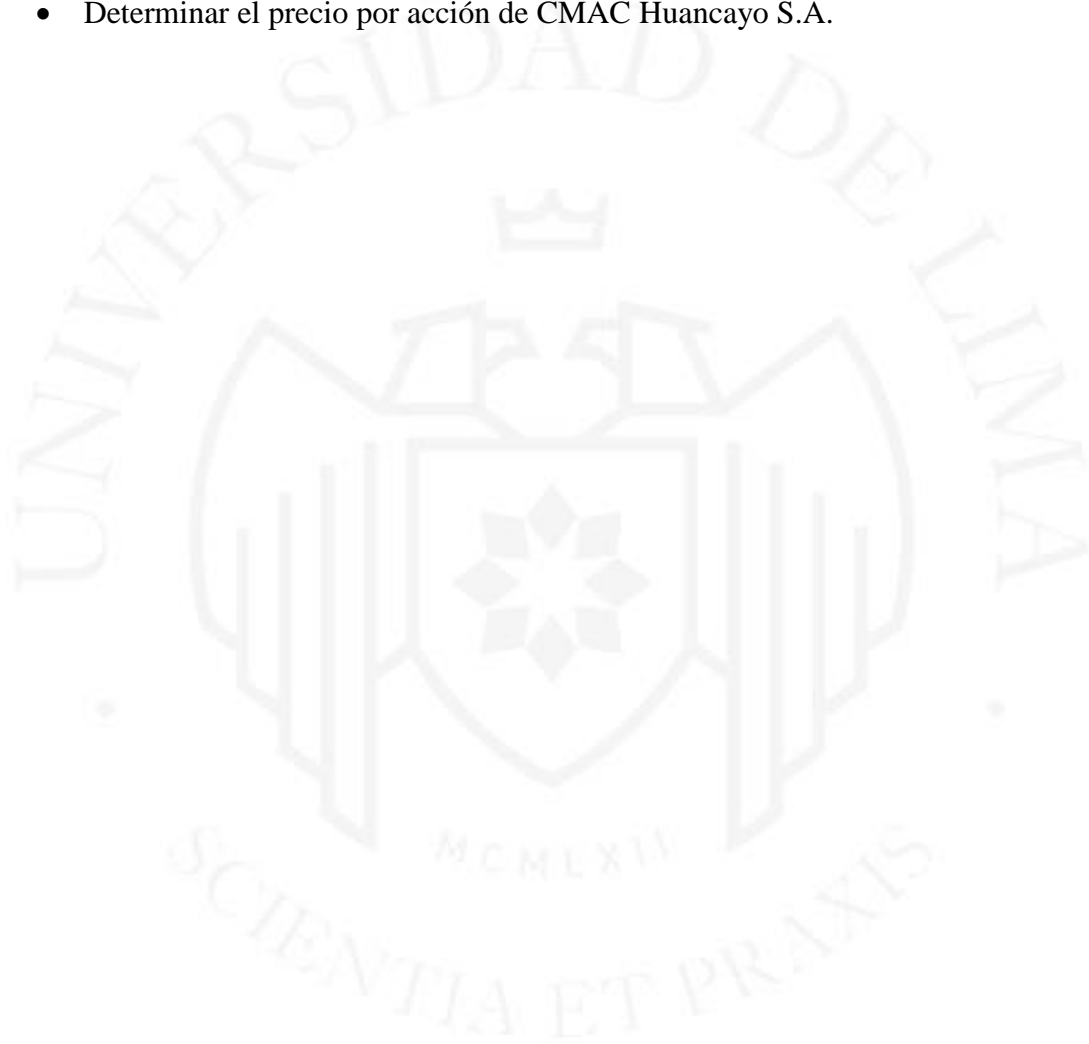 • Determinar el precio por acción de CMAC Huancayo S.A.
UNIVERSIDAD DE LIMA
MCMLXII
SCIENTIA ET PRAXIS